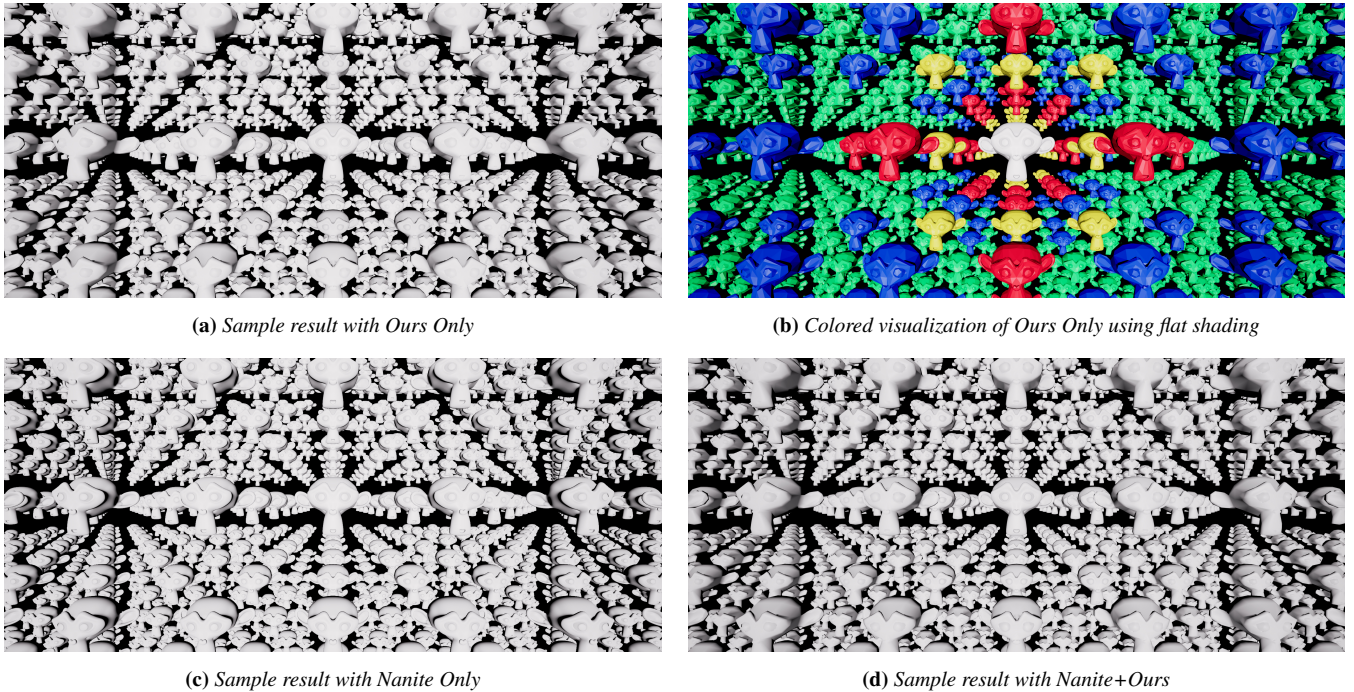 (a) Sample result with Ours Only
(b) Colored visualization of Ours Only using flat shading
(c) Sample result with Nanite Only
(d) Sample result with Nanite+Ours